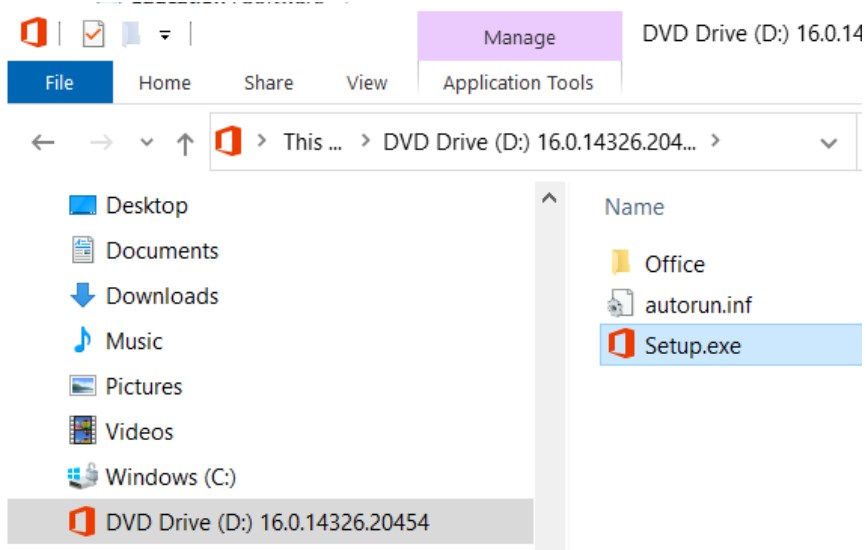 Manage
DVD Drive (D:) 16.0.14
File
Home
Share
View
Application Tools
This ... > DVD Drive (D:) 16.0.14326.204... >
Desktop
Documents
Downloads
Music
Pictures
Videos
Windows (C:)
DVD Drive (D:) 16.0.14326.20454
Name
Office
autorun.inf
Setup.exe